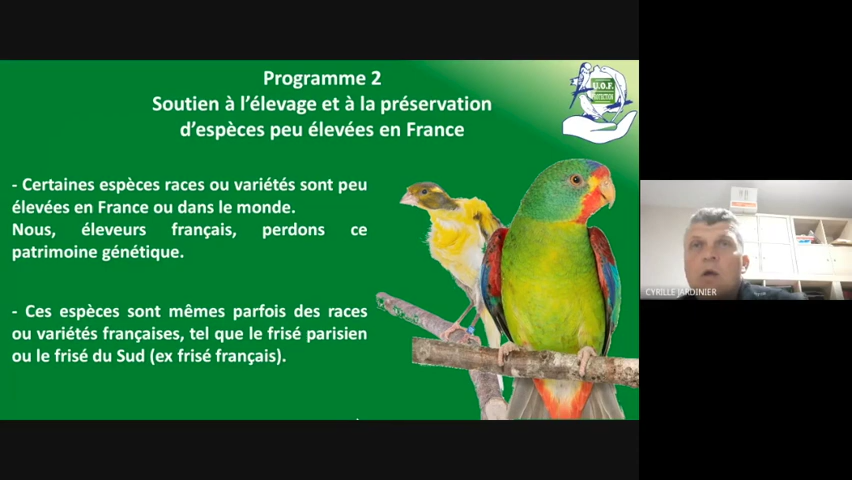 Programme 2
Soutien à l'élevage et à la préservation
d'espèces peu élevées en France
U.O.F.
- Certaines espèces races ou variétés sont peu
élevées en France ou dans le monde.
Nous, éleveurs français, perdons ce
patrimoine génétique.
- Ces espèces sont mêmes parfois des races
ou variétés françaises, tel que le frisé parisien
ou le frisé du Sud (ex frisé français).
CYRILLE JARDINIER